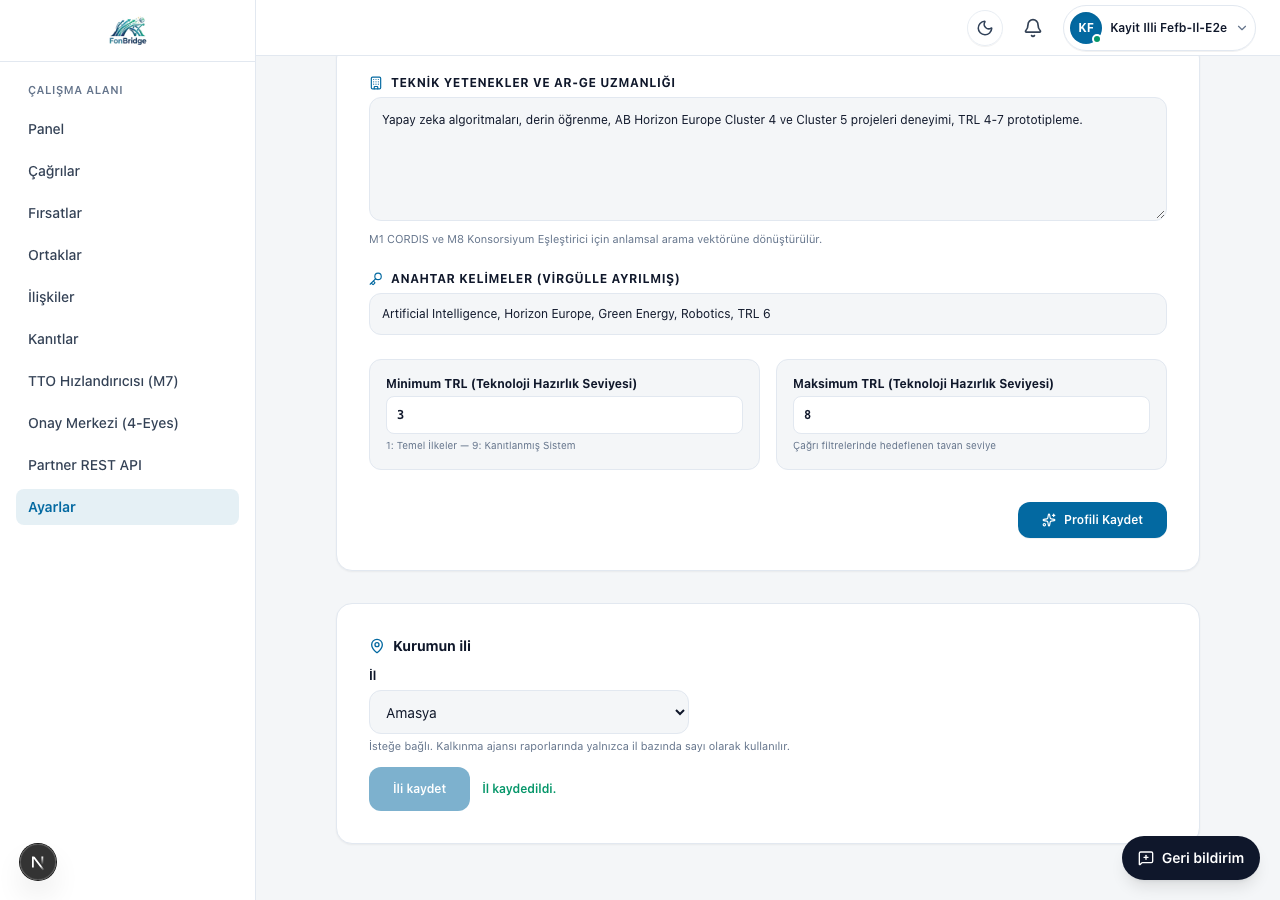 FonBridge
KF
Kayit Illi Fefb-Il-E2e
ÇALIŞMA ALANI
Panel
Çağrılar
Fırsatlar
Ortaklar
İlişkiler
Kanıtlar
TTO Hızlandırıcısı (M7)
Onay Merkezi (4-Eyes)
Partner REST API
Ayarlar
N
TEKNİK YETENEKLER VE AR-GE UZMANLIĞI
Yapay zeka algoritmaları, derin öğrenme, AB Horizon Europe Cluster 4 ve Cluster 5 projeleri deneyimi, TRL 4-7 prototipleme.
M1 CORDIS ve M8 Konsorsiyum Eşleştirici için anlamsal arama vektörüne dönüştürülür.
ANAHTAR KELİMELER (VİRGÜLLE AYRILMIŞ)
Artificial Intelligence, Horizon Europe, Green Energy, Robotics, TRL 6
Minimum TRL (Teknoloji Hazırlık Seviyesi)
3
1: Temel İlkeler — 9: Kanıtlanmış Sistem
Maksimum TRL (Teknoloji Hazırlık Seviyesi)
8
Çağrı filtrelerinde hedeflenen tavan seviye
Profili Kaydet
Kurumun ili
İl
Amasya
İsteğe bağlı. Kalkınma ajansı raporlarında yalnızca il bazında sayı olarak kullanılır.
İli kaydet
İl kaydedildi.
Geri bildirim